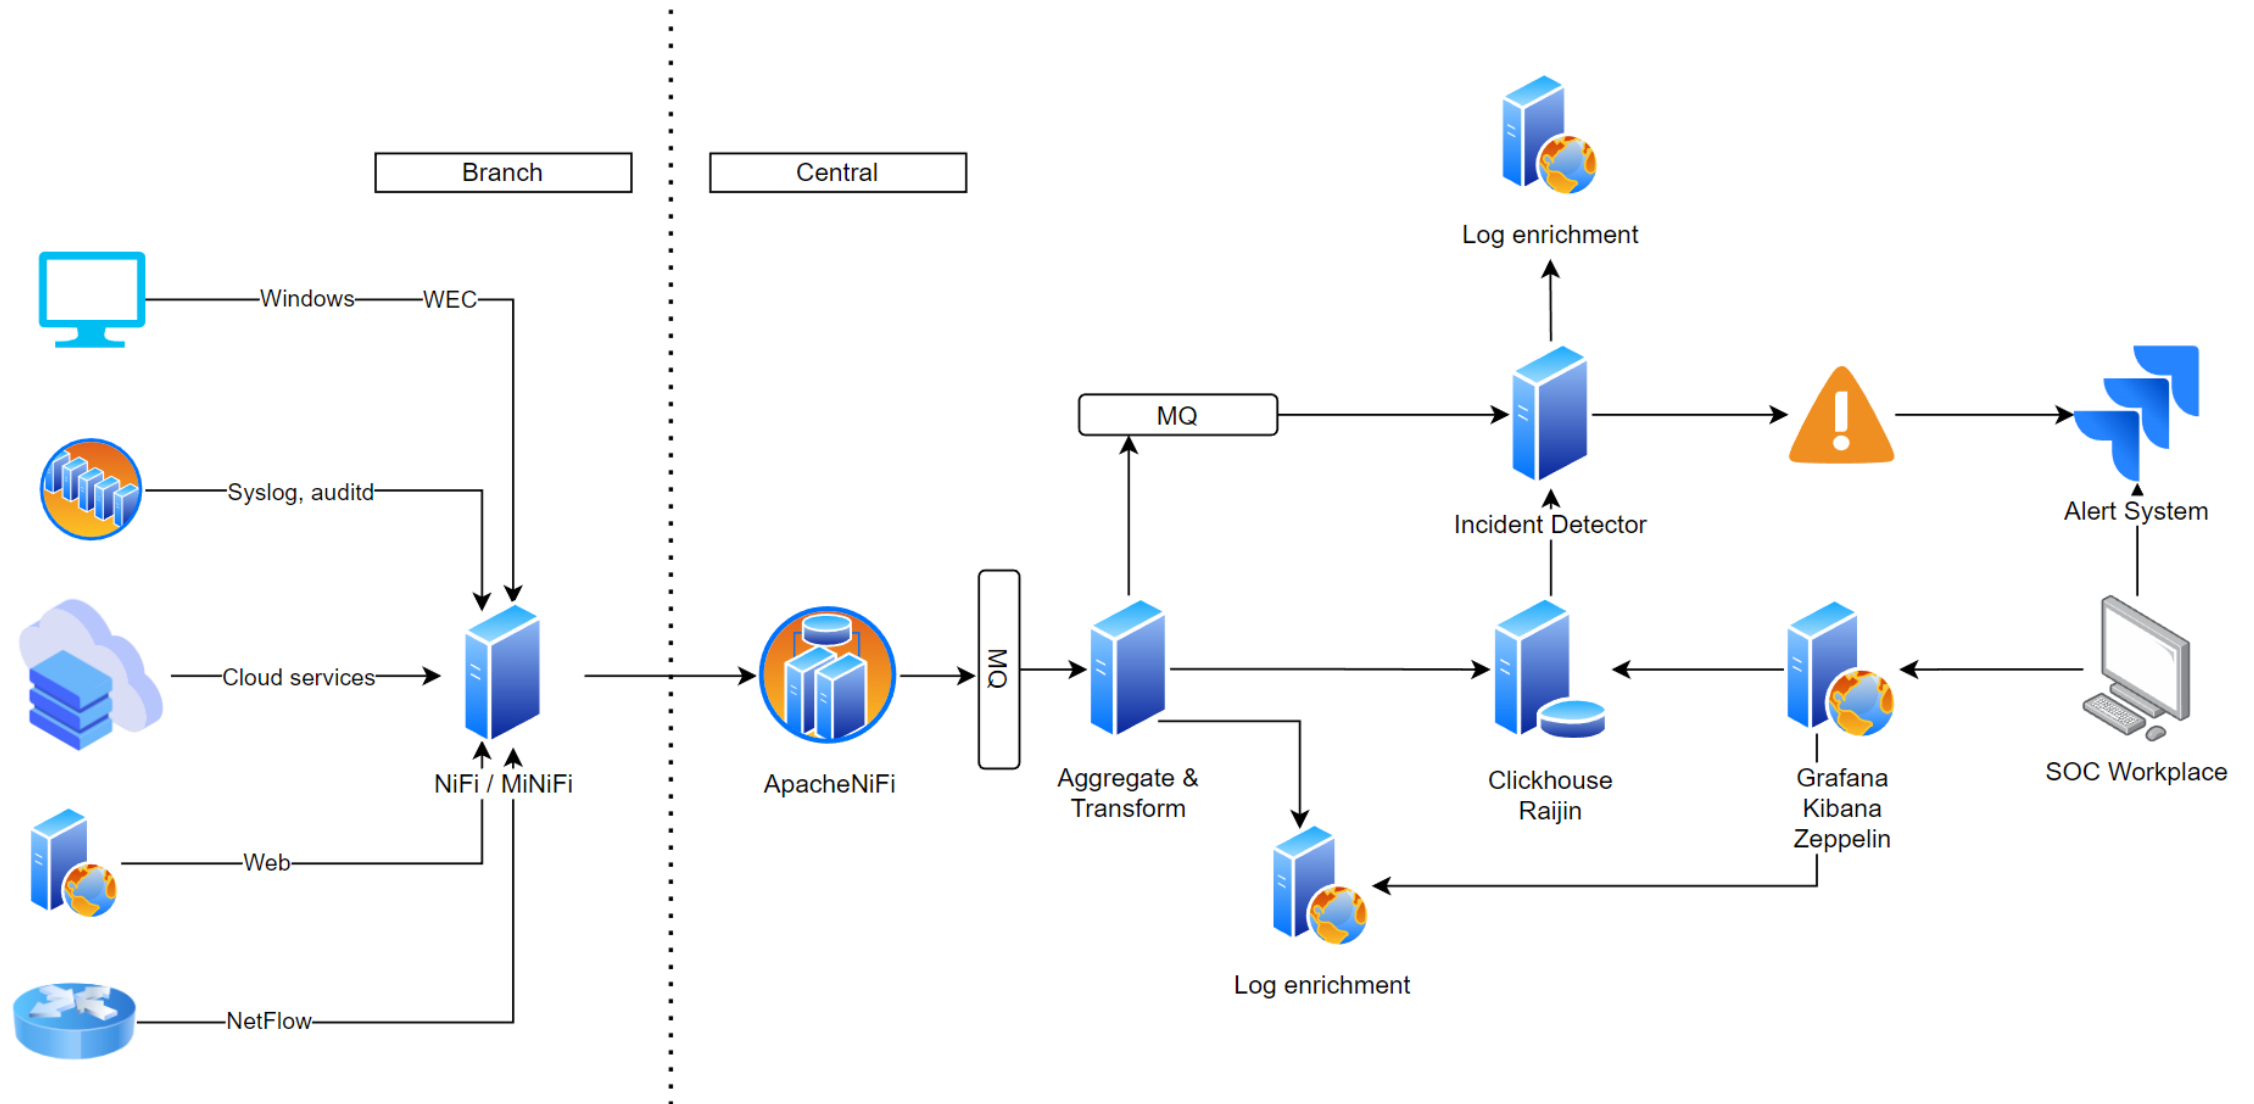 Branch
Central
Log enrichment
Windows
WEC
MQ
Syslog, auditd
Incident Detector
Alert System
Cloud services
MQ
NiFi / MiNiFi
ApacheNiFi
Aggregate &
Transform
Clickhouse
Raijin
Grafana
Kibana
Zeppelin
SOC Workplace
Web
Log enrichment
NetFlow